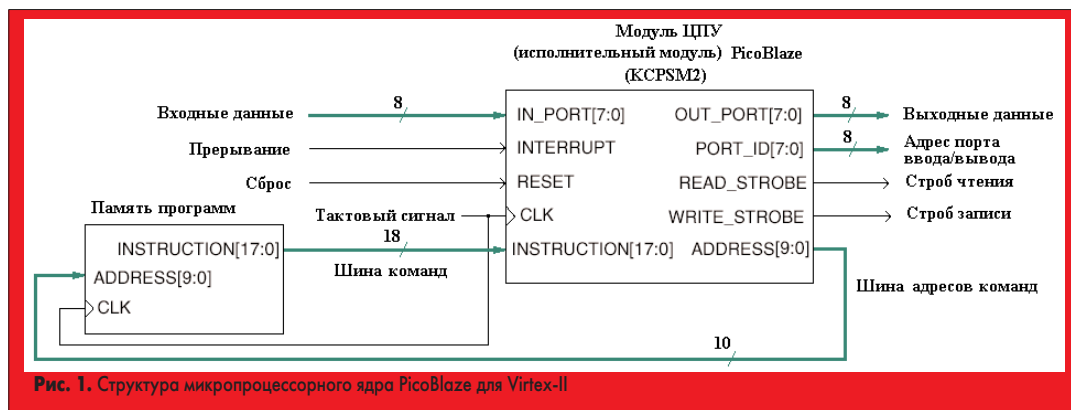 Модуль ЦПУ
(исполнительный модуль) PicoBlaze
(KCPSM2)
Входные данные
8
IN_PORT[7:0]
OUT_PORT[7:0]
8
Выходные данные
Прерывание
INTERRUPT
PORT_ID[7:0]
8
Адрес порта
ввода/вывода
Сброс
RESET
READ_STROBE
Строб чтения
Память программ
Тактовый сигнал
CLK
WRITE_STROBE
Строб записи
INSTRUCTION[17:0]
18
Шина команд
INSTRUCTION[17:0]
ADDRESS[9:0]
ADDRESS[9:0]
CLK
Шина адресов команд
10
Рис. 1. Структура микропроцессорного ядра PicoBlaze для Virtex-II